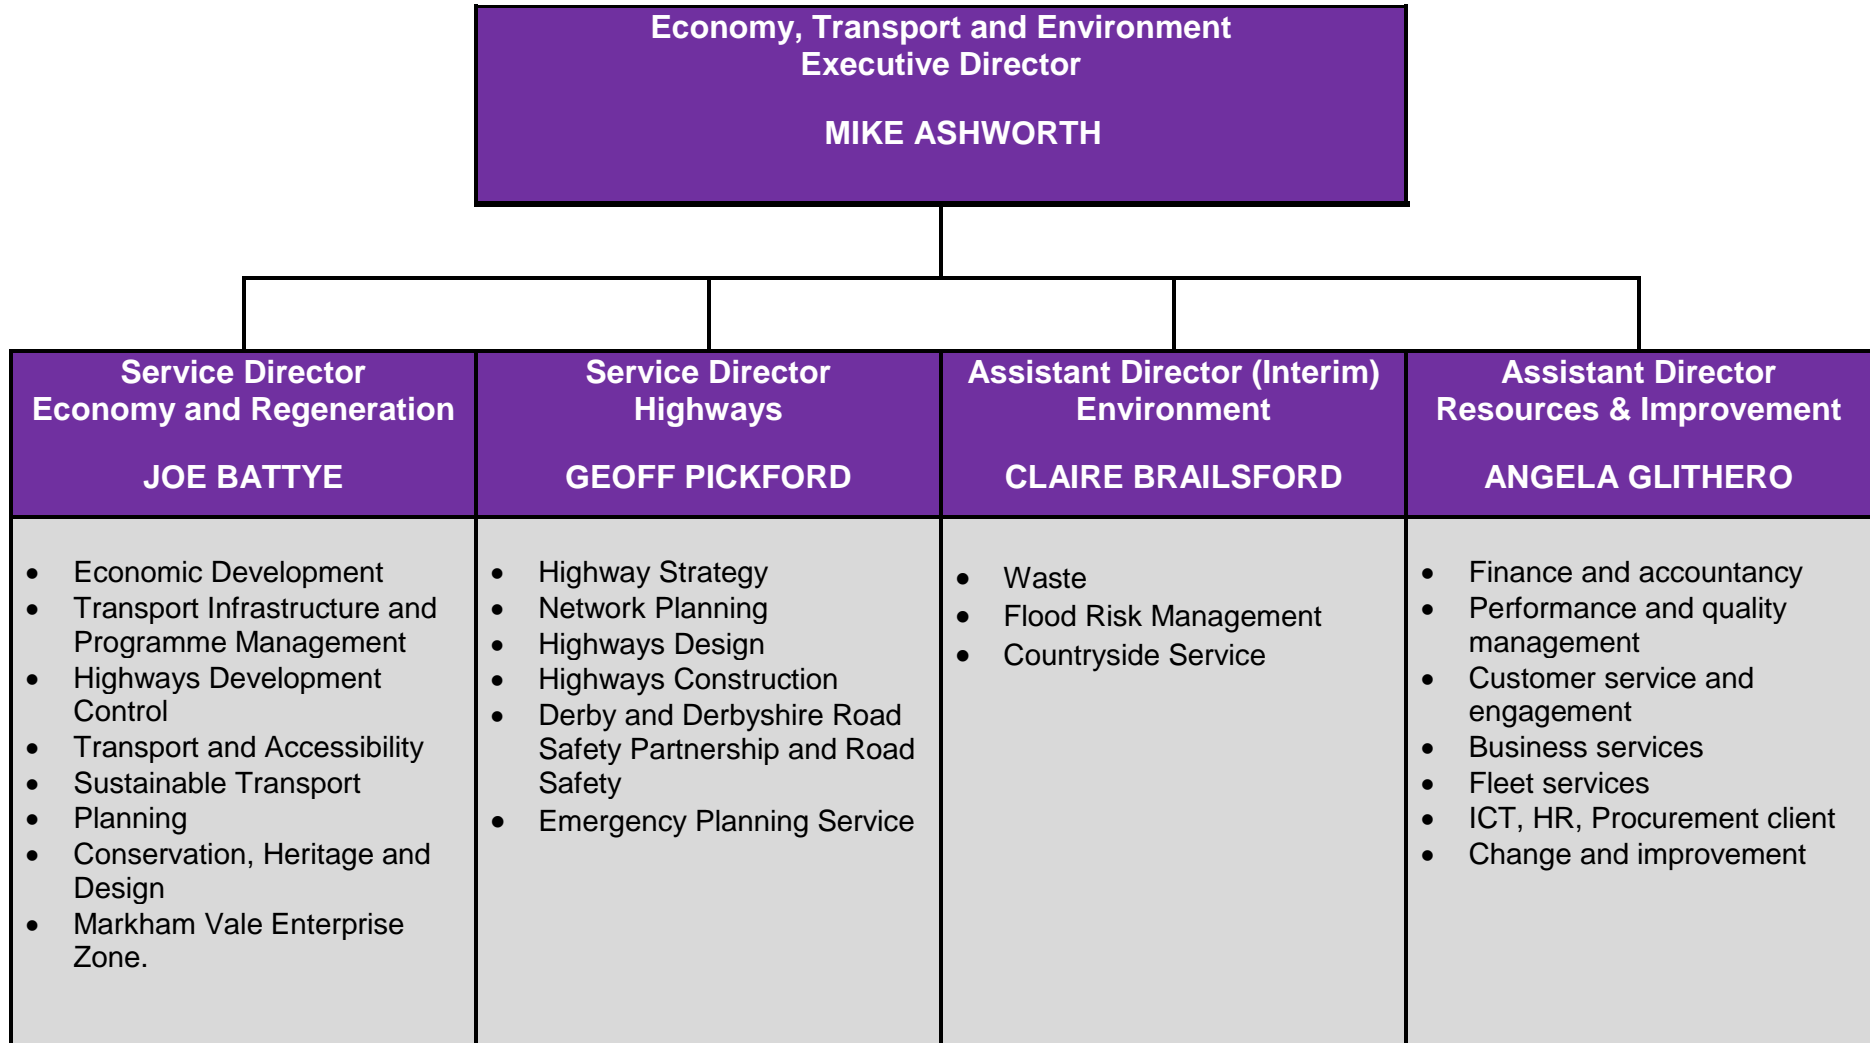 Economy, Transport and Environment
Executive Director
MIKE ASHWORTH
Service Director
Economy and Regeneration
JOE BATTYE
• Economic Development
• Transport Infrastructure and
Programme Management
• Highways Development
Control
• Transport and Accessibility
• Sustainable Transport
• Planning
• Conservation, Heritage and
Design
• Markham Vale Enterprise
Zone.
Service Director
Highways
GEOFF PICKFORD
• Highway Strategy
• Network Planning
• Highways Design
• Highways Construction
• Derby and Derbyshire Road
Safety Partnership and Road
Safety
• Emergency Planning Service
Assistant Director (Interim)
Environment
CLAIRE BRAILSFORD
• Waste
• Flood Risk Management
• Countryside Service
Assistant Director
Resources & Improvement
ANGELA GLITHERO
• Finance and accountancy
• Performance and quality
management
• Customer service and
engagement
• Business services
• Fleet services
• ICT, HR, Procurement client
• Change and improvement